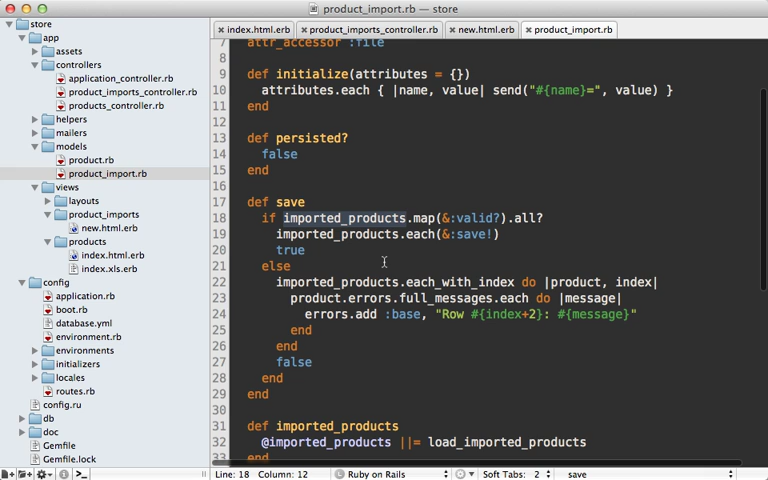 product_import.rb — store
store
app
assets
controllers
application_controller.rb
product_imports_controller.rb
products_controller.rb
helpers
mailers
models
product.rb
product_import.rb
views
layouts
product_imports
new.html.erb
products
index.html.erb
index.xls.erb
config
application.rb
boot.rb
database.yml
environment.rb
environments
initializers
locales
routes.rb
config.ru
db
doc
Gemfile
Gemfile.lock
index.html.erb product_imports_controller.rb new.html.erb product_import.rb
7 attr_accessor :file
8
9 def initialize(attributes = {})
10 attributes.each { |name, value| send("#{name}=", value) }
11 end
12
13 def persisted?
14 false
15 end
16
17 def save
18 if imported_products.map(&:valid?).all?
19 imported_products.each(&:save!)
20 true
21 else
22 imported_products.each_with_index do |product, index|
23 product.errors.full_messages.each do |message|
24 errors.add :base, "Row #{index+2}: #{message}"
25 end
26 end
27 false
28 end
29 end
30
31 def imported_products
32 @imported_products ||= load_imported_products
33 end
Line: 18 Column: 12 Ruby on Rails Soft Tabs: 2 save